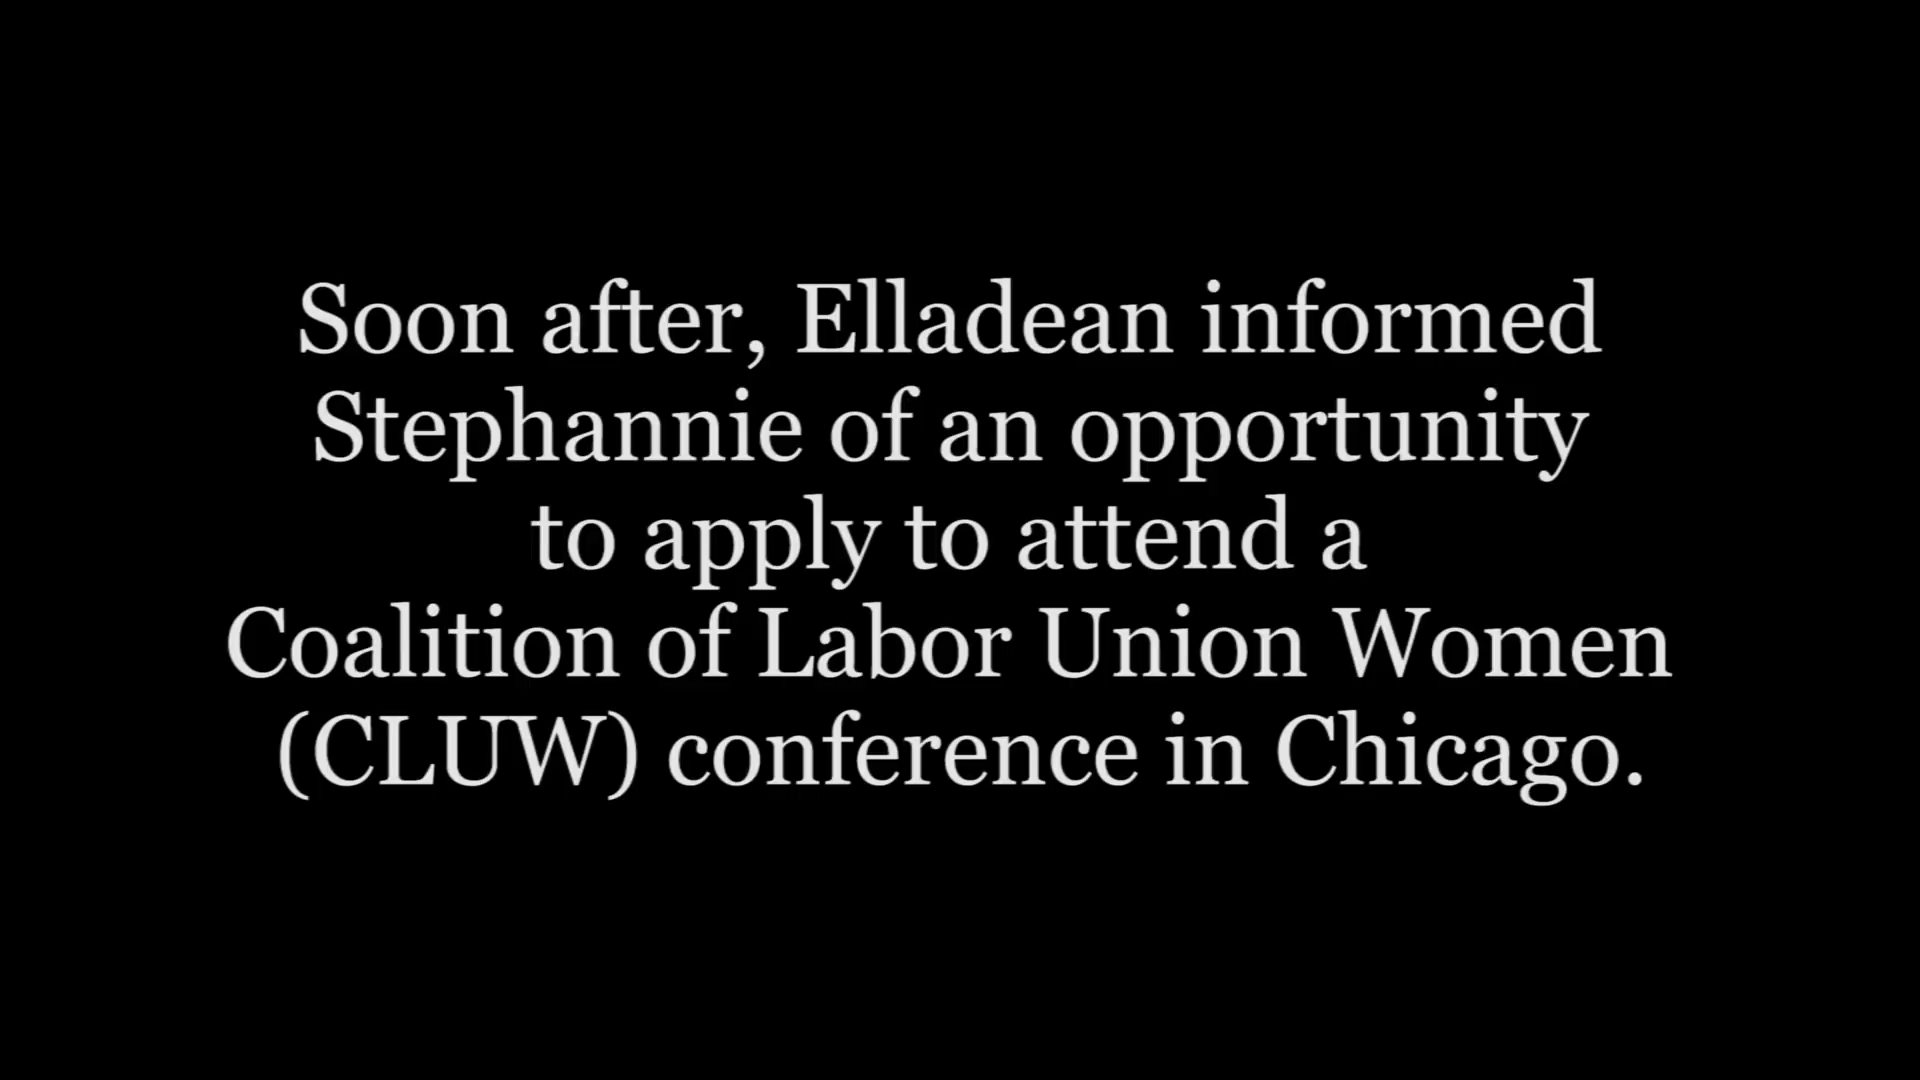 Soon after, Elladean informed
Stephannie of an opportunity
to apply to attend a
Coalition of Labor Union Women
(CLUW) conference in Chicago.